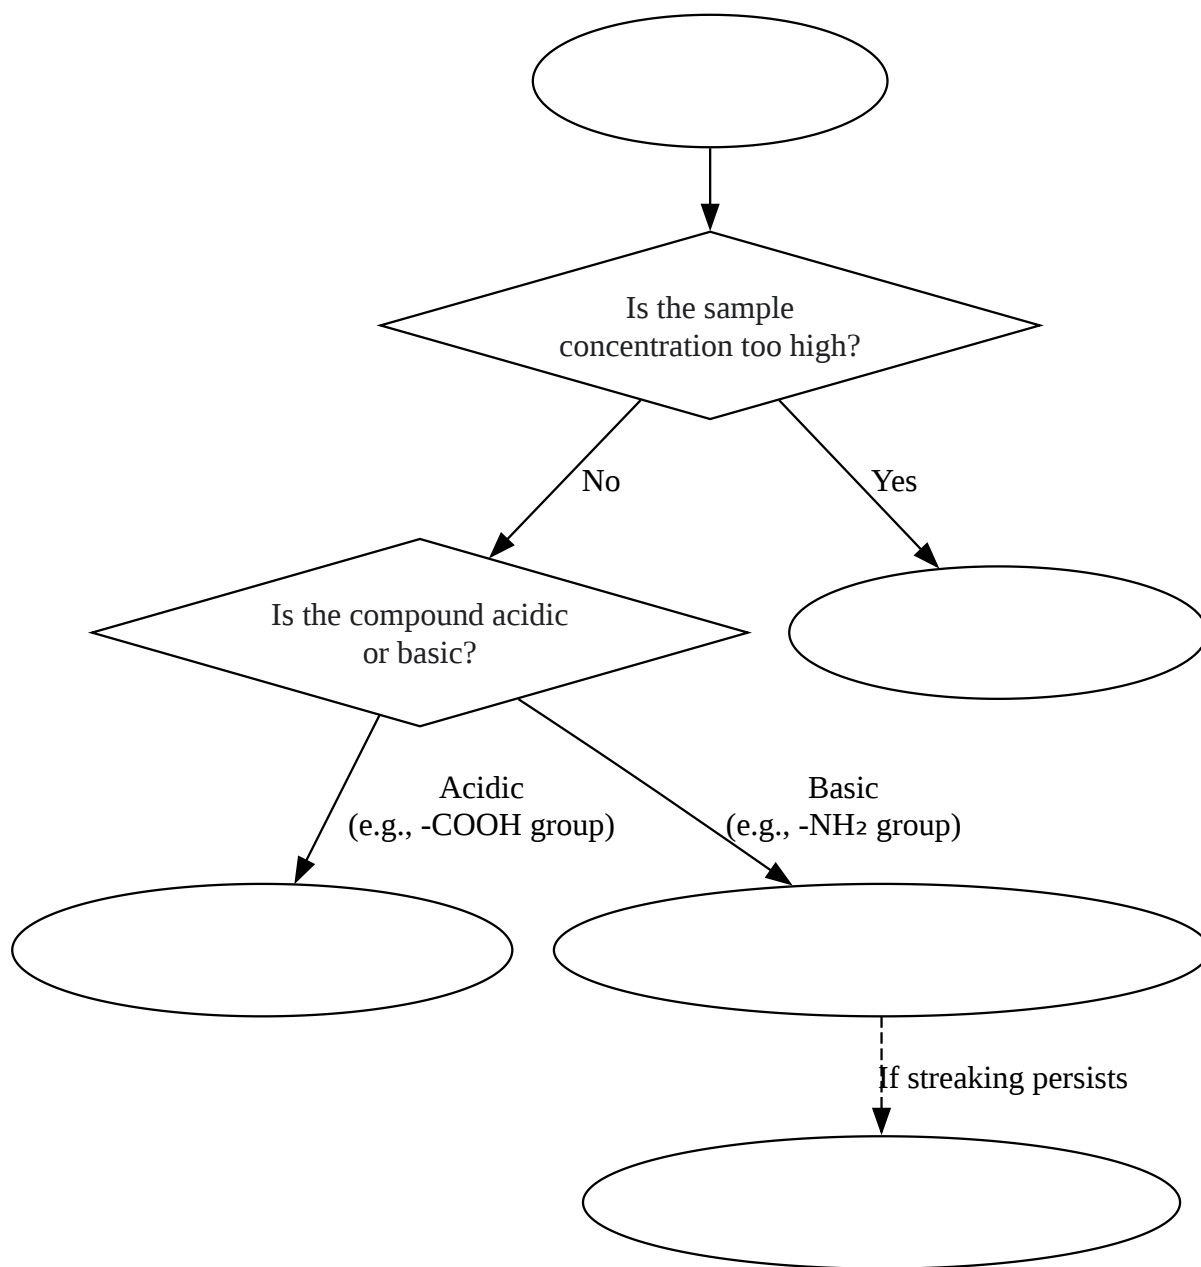 Is the sample
concentration too high?
No
Yes
Is the compound acidic
or basic?
Acidic
(e.g., -COOH group)
Basic
(e.g., -NH₂ group)
If streaking persists